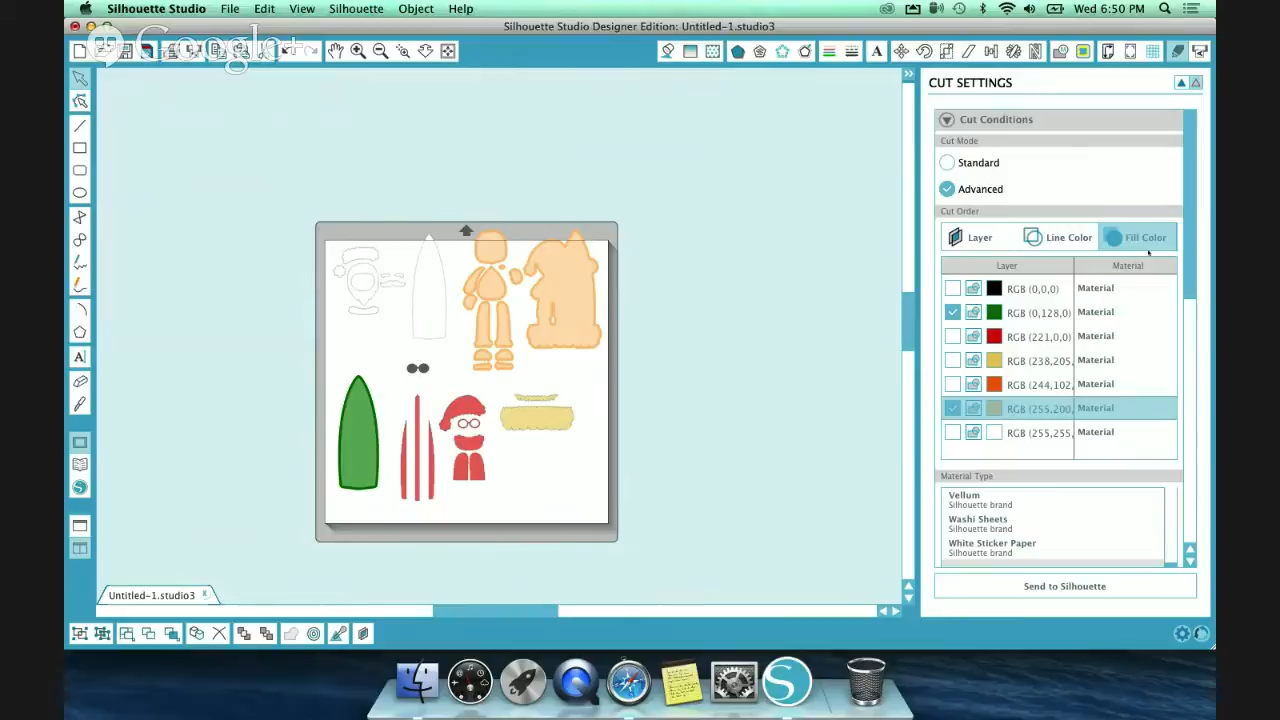 Silhouette Studio File Edit View Silhouette Object Help Wed 6:50 PM
Silhouette Studio Designer Edition: Untitled-1.studio3
Google+
CUT SETTINGS
Cut Conditions
Cut Mode
Standard
Advanced
Cut Order
Layer Line Color Fill Color
Layer Material
RGB (0,0,0) Material
RGB (0,128,0) Material
RGB (221,0,0) Material
RGB (238,205, Material
RGB (244,102, Material
RGB (255,200, Material
RGB (255,255, Material
Material Type
Vellum
Silhouette brand
Washi Sheets
Silhouette brand
White Sticker Paper
Silhouette brand
Send to Silhouette
Untitled-1.studio3